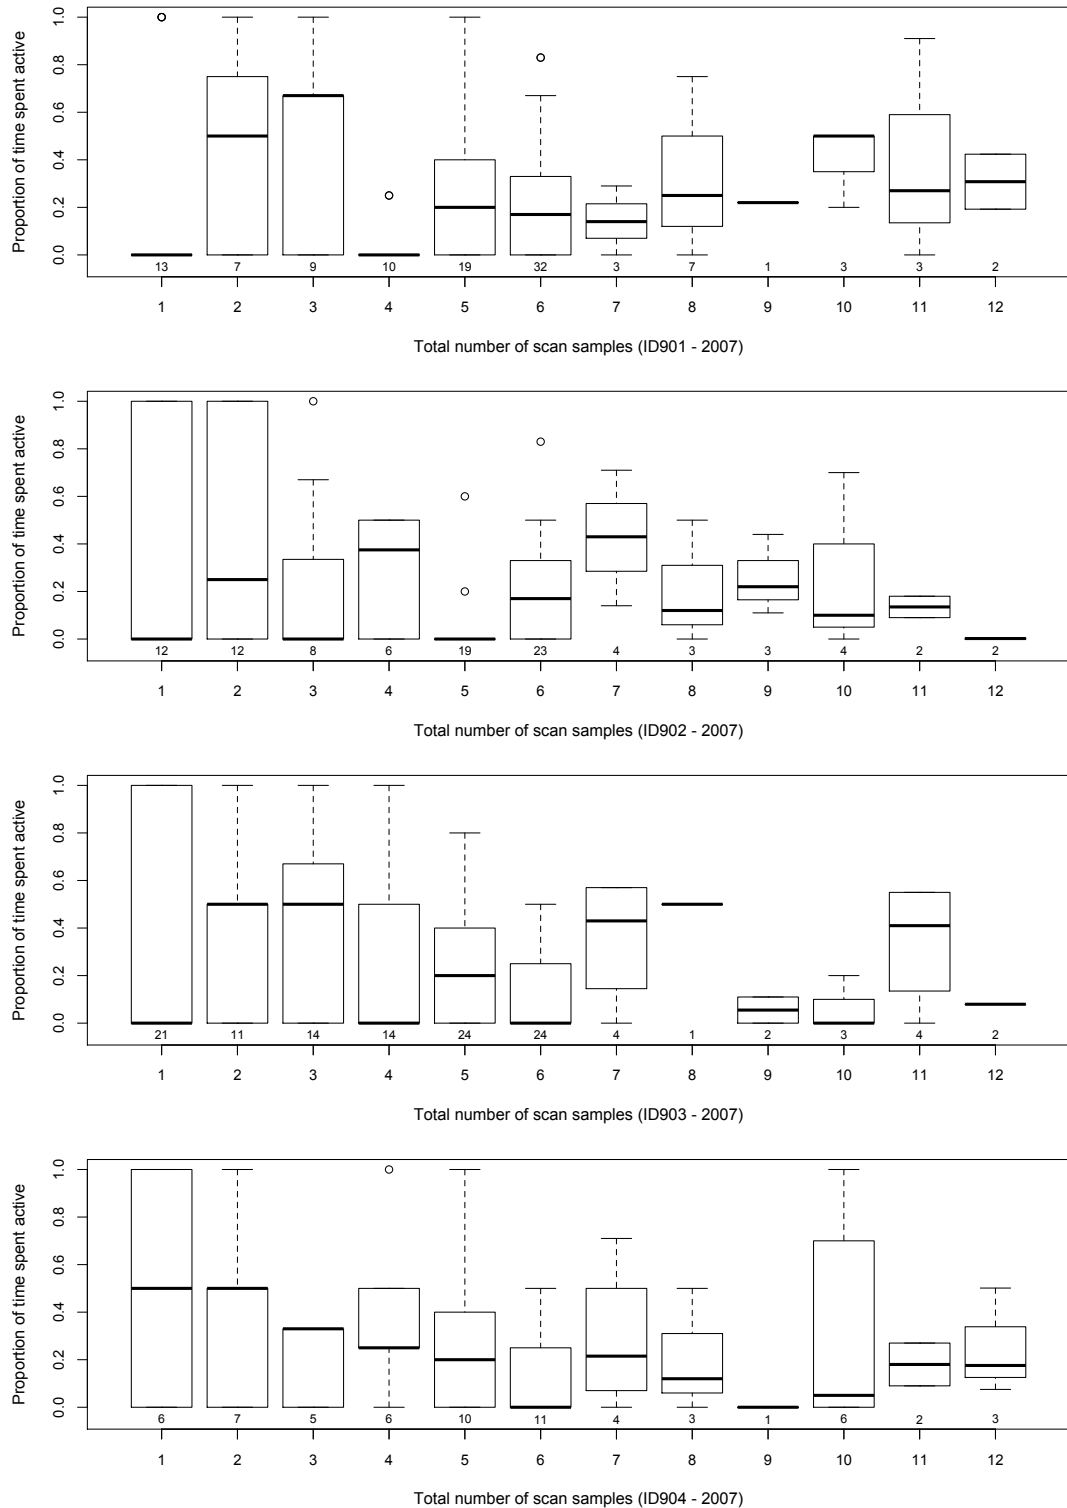 Proportion of time spent active
1.0
0.8
0.6
0.4
0.2
0.0
13 7 9 10 19 32 3 7 1 3 3 2
1 2 3 4 5 6 7 8 9 10 11 12
Total number of scan samples (ID901 - 2007)
Proportion of time spent active
1.0
0.8
0.6
0.4
0.2
0.0
12 12 8 6 19 23 4 3 3 4 2 2
1 2 3 4 5 6 7 8 9 10 11 12
Total number of scan samples (ID902 - 2007)
Proportion of time spent active
1.0
0.8
0.6
0.4
0.2
0.0
21 11 14 14 24 24 4 1 2 3 4 2
1 2 3 4 5 6 7 8 9 10 11 12
Total number of scan samples (ID903 - 2007)
Proportion of time spent active
1.0
0.8
0.6
0.4
0.2
0.0
6 7 5 6 10 11 4 3 1 6 2 3
1 2 3 4 5 6 7 8 9 10 11 12
Total number of scan samples (ID904 - 2007)